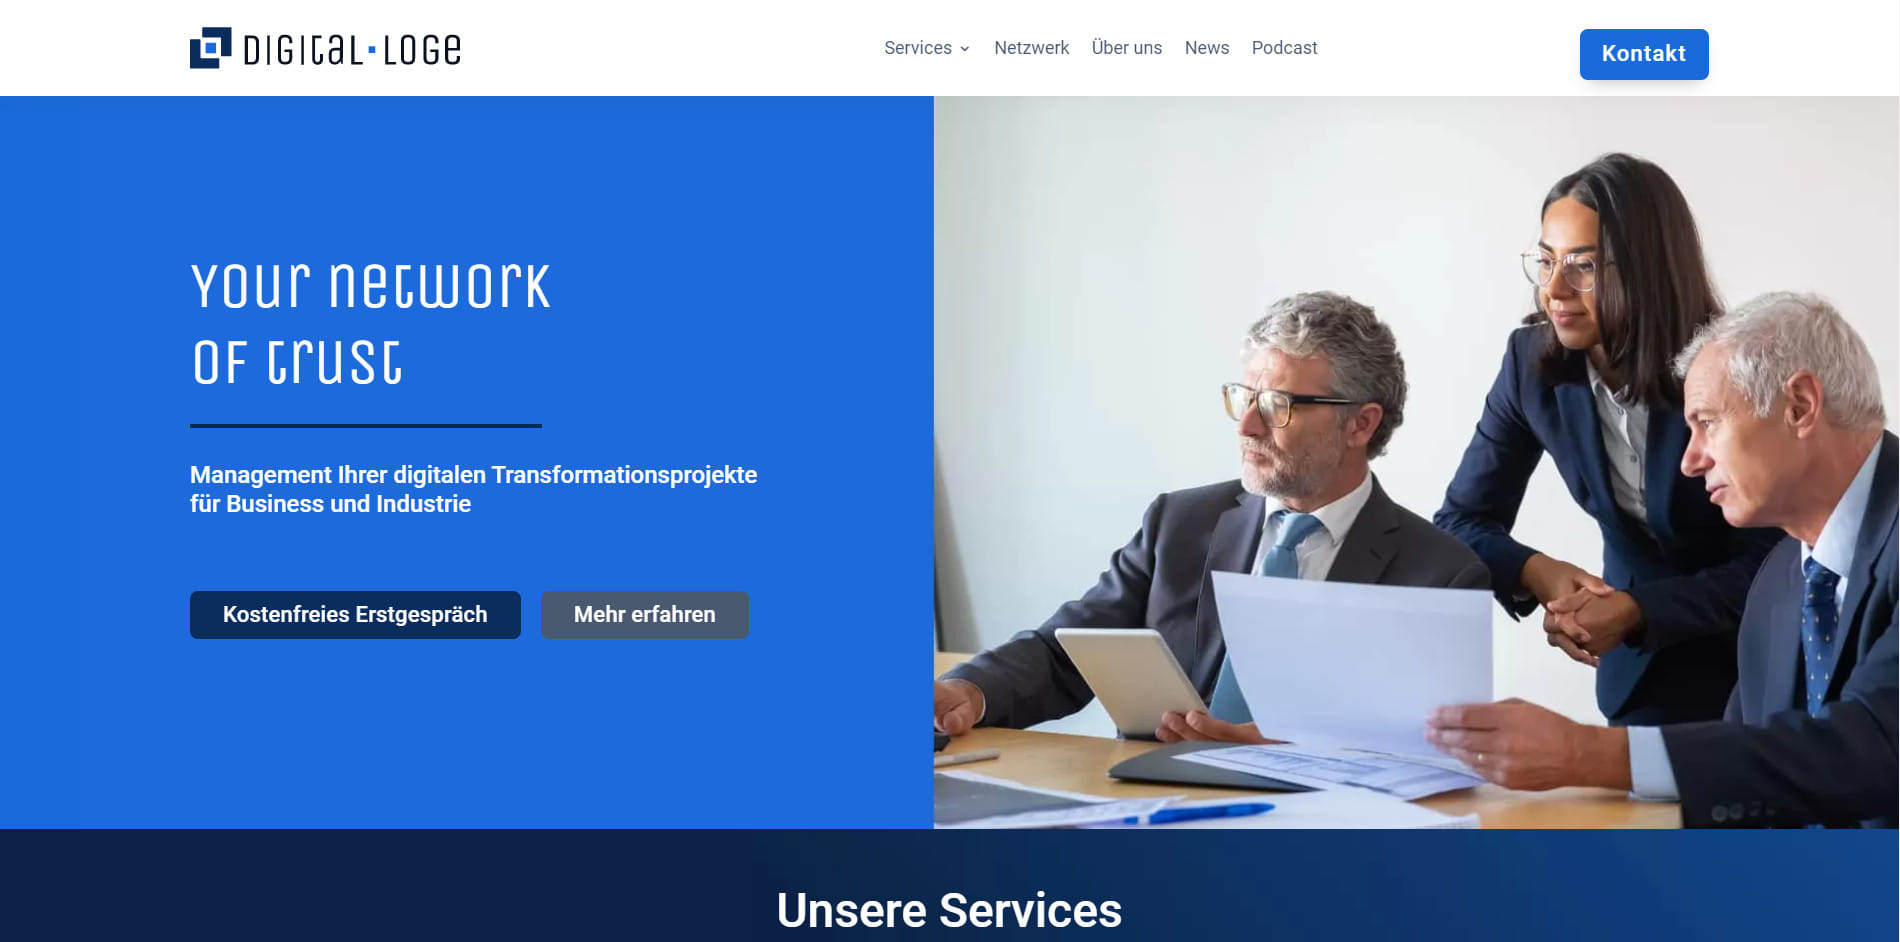 DIGITAL·LOGE
Services
Netzwerk
Über uns
News
Podcast
Kontakt
Your network
of trust
Management Ihrer digitalen Transformationsprojekte
für Business und Industrie
Kostenfreies Erstgespräch
Mehr erfahren
Unsere Services